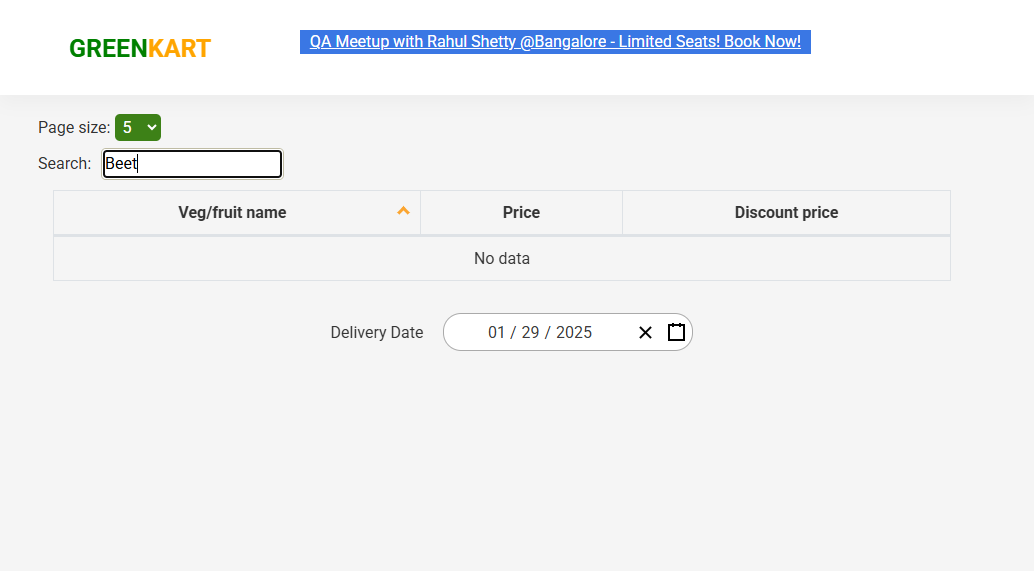 GREENKART
QA Meetup with Rahul Shetty @Bangalore - Limited Seats! Book Now!
Page size: 5
Search: Beet
Veg/fruit name Price Discount price
No data
Delivery Date 01 / 29 / 2025